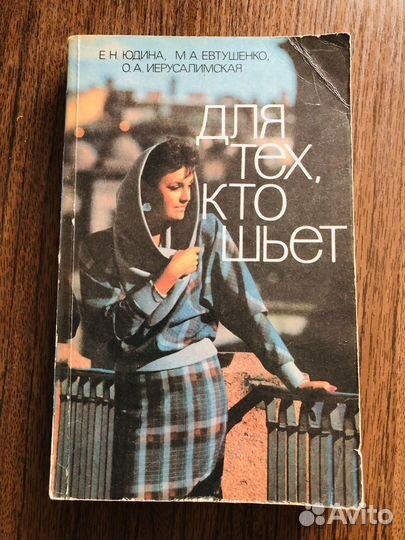 Е. Н. ЮДИНА, М. А. ЕВТУШЕНКО,
О. А. ИЕРУСАЛИМСКАЯ
для
тех,
кто
шьет
Avito